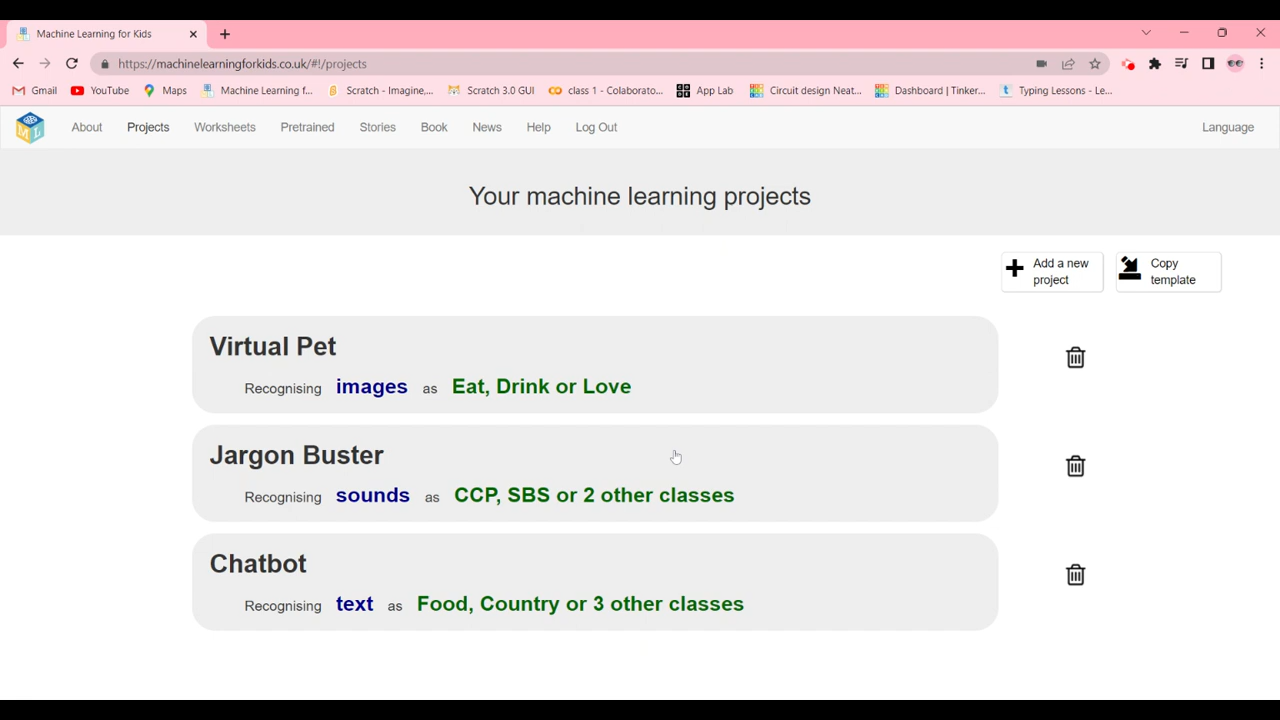 Machine Learning for Kids
https://machinelearningforkids.co.uk/#!/projects
Gmail YouTube Maps Machine Learning f... Scratch - Imagine,... Scratch 3.0 GUI class 1 - Colaborato... App Lab Circuit design Neat... Dashboard | Tinker... Typing Lessons - Le...
About Projects Worksheets Pretrained Stories Book News Help Log Out Language
Your machine learning projects
Add a new
project
Copy
template
Virtual Pet
Recognising images as Eat, Drink or Love
Jargon Buster
Recognising sounds as CCP, SBS or 2 other classes
Chatbot
Recognising text as Food, Country or 3 other classes